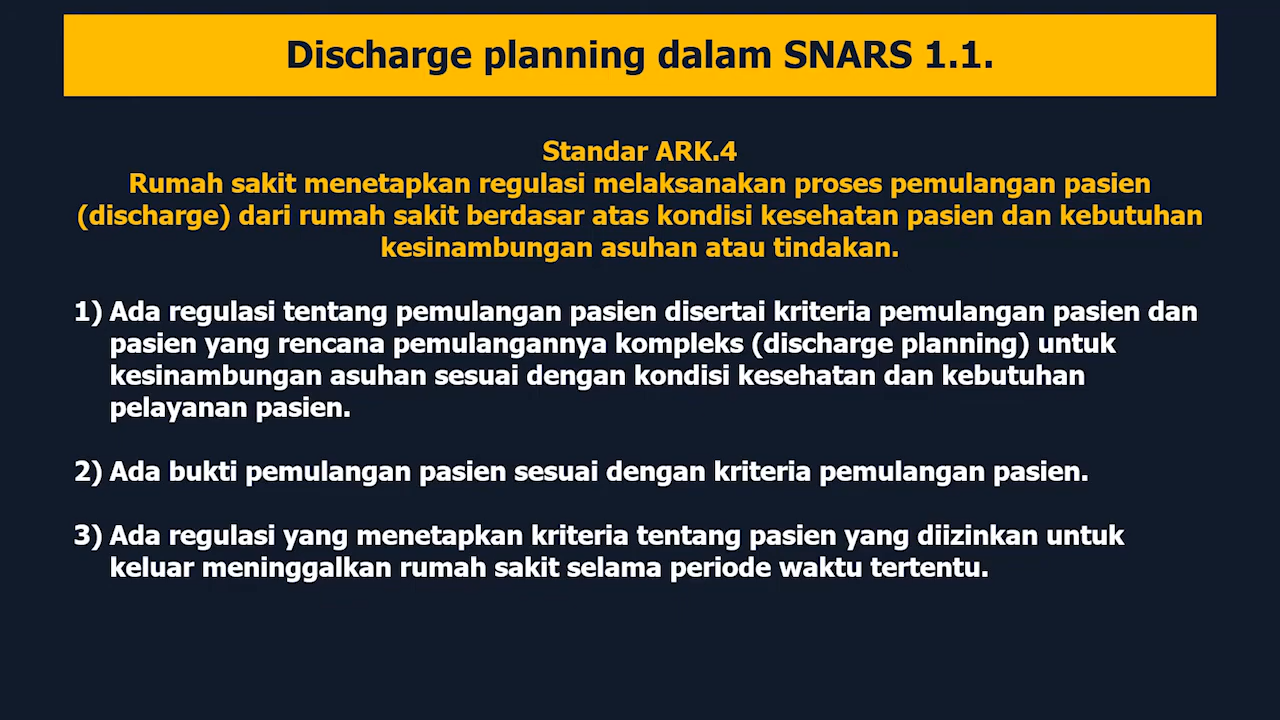 Discharge planning dalam SNARS 1.1.
Standar ARK.4
Rumah sakit menetapkan regulasi melaksanakan proses pemulangan pasien
(discharge) dari rumah sakit berdasar atas kondisi kesehatan pasien dan kebutuhan
kesinambungan asuhan atau tindakan.
1) Ada regulasi tentang pemulangan pasien disertai kriteria pemulangan pasien dan
pasien yang rencana pemulangannya kompleks (discharge planning) untuk
kesinambungan asuhan sesuai dengan kondisi kesehatan dan kebutuhan
pelayanan pasien.
2) Ada bukti pemulangan pasien sesuai dengan kriteria pemulangan pasien.
3) Ada regulasi yang menetapkan kriteria tentang pasien yang diizinkan untuk
keluar meninggalkan rumah sakit selama periode waktu tertentu.